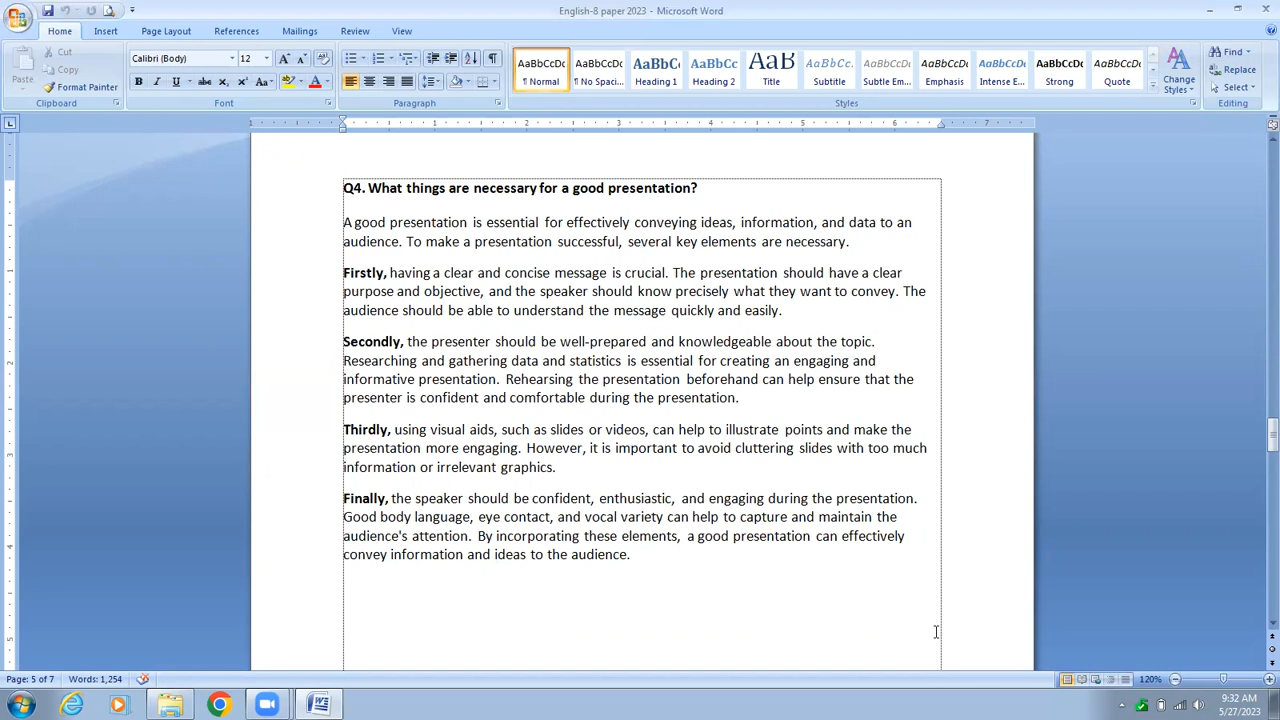 English-8 paper 2023 - Microsoft Word
Home Insert Page Layout References Mailings Review View
Paste
Cut
Copy
Format Painter
Clipboard
Calibri (Body) 12
Font
Paragraph
AaBbCcDc AaBbCcDc AaBbCc AaBbCc AaB AaBbCc. AaBbCcDc AaBbCcDc AaBbCcDc AaBbCcDc AaBbCcDc
¶ Normal ¶ No Spaci... Heading 1 Heading 2 Title Subtitle Subtle Em... Emphasis Intense E... Strong Quote
Change Styles
Styles
Find
Replace
Select
Editing
1 1 2 3 4 5 6 7
Q4. What things are necessary for a good presentation?
A good presentation is essential for effectively conveying ideas, information, and data to an
audience. To make a presentation successful, several key elements are necessary.
Firstly, having a clear and concise message is crucial. The presentation should have a clear
purpose and objective, and the speaker should know precisely what they want to convey. The
audience should be able to understand the message quickly and easily.
Secondly, the presenter should be well-prepared and knowledgeable about the topic.
Researching and gathering data and statistics is essential for creating an engaging and
informative presentation. Rehearsing the presentation beforehand can help ensure that the
presenter is confident and comfortable during the presentation.
Thirdly, using visual aids, such as slides or videos, can help to illustrate points and make the
presentation more engaging. However, it is important to avoid cluttering slides with too much
information or irrelevant graphics.
Finally, the speaker should be confident, enthusiastic, and engaging during the presentation.
Good body language, eye contact, and vocal variety can help to capture and maintain the
audience's attention. By incorporating these elements, a good presentation can effectively
convey information and ideas to the audience.
Page: 5 of 7 Words: 1,254 120%
9:32 AM
5/27/2023